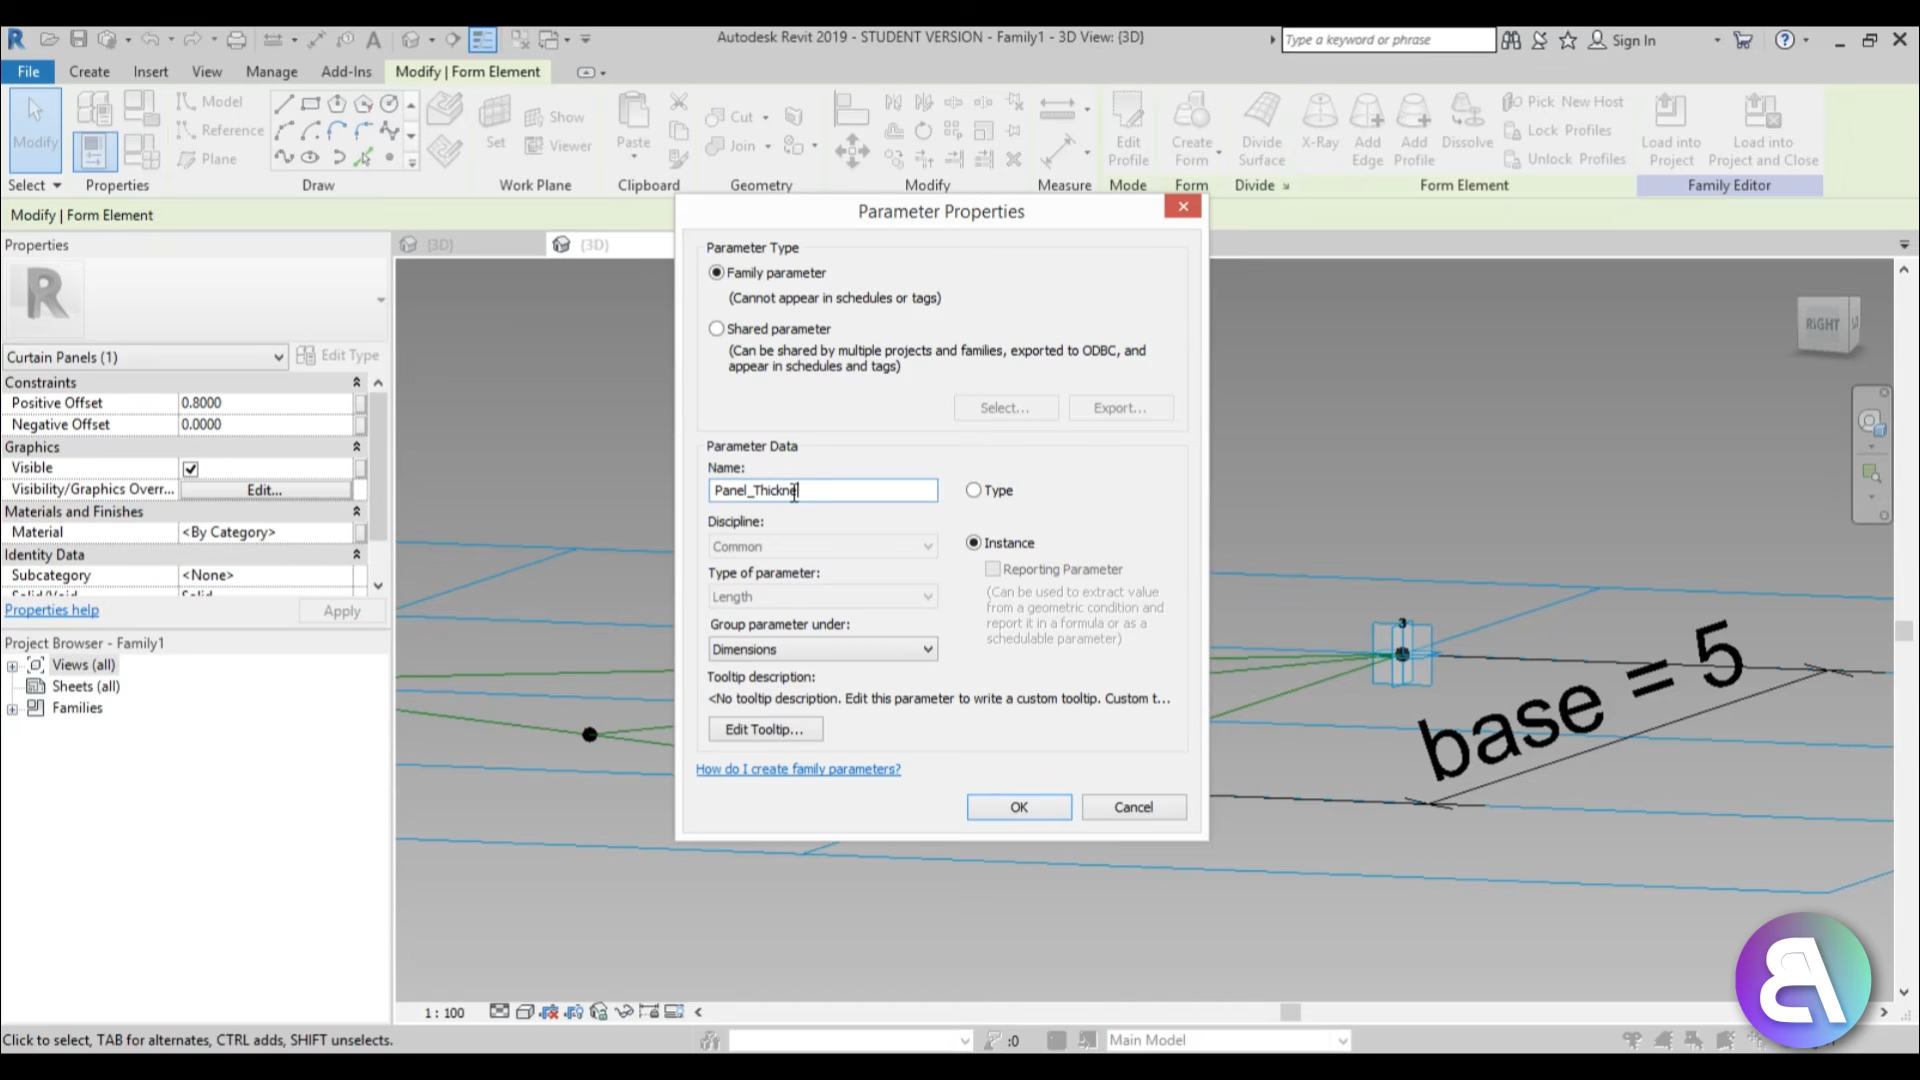 Autodesk Revit 2019 - STUDENT VERSION - Family1 - 3D View: {3D}
Type a keyword or phrase
Sign In
File
Create
Insert
View
Manage
Add-Ins
Modify | Form Element
Modify
Model
Reference
Plane
Set
Show
Viewer
Paste
Cut
Join
Edit Profile
Create Form
Divide Surface
X-Ray
Add Edge
Add Profile
Dissolve
Pick New Host
Lock Profiles
Unlock Profiles
Load into Project
Load into Project and Close
Select
Properties
Draw
Work Plane
Clipboard
Geometry
Modify
Measure
Mode
Form
Divide
Form Element
Family Editor
Modify | Form Element
Properties
{3D}
{3D}
Curtain Panels (1)
Edit Type
Constraints
Positive Offset 0.8000
Negative Offset 0.0000
Graphics
Visible
Visibility/Graphics Overr... Edit...
Materials and Finishes
Material <By Category>
Identity Data
Subcategory <None>
Properties help
Apply
Project Browser - Family1
Views (all)
Sheets (all)
Families
Parameter Properties
Parameter Type
Family parameter
(Cannot appear in schedules or tags)
Shared parameter
(Can be shared by multiple projects and families, exported to ODBC, and
appear in schedules and tags)
Select...
Export...
Parameter Data
Name:
Panel_Thickne
Type
Discipline:
Common
Instance
Reporting Parameter
Type of parameter:
Length
(Can be used to extract value
from a geometric condition and
report it in a formula or as a
schedulable parameter)
Group parameter under:
Dimensions
Tooltip description:
<No tooltip description. Edit this parameter to write a custom tooltip. Custom t...
Edit Tooltip...
How do I create family parameters?
OK
Cancel
RIGHT
3
base = 5
1 : 100
Click to select, TAB for alternates, CTRL adds, SHIFT unselects.
:0
Main Model